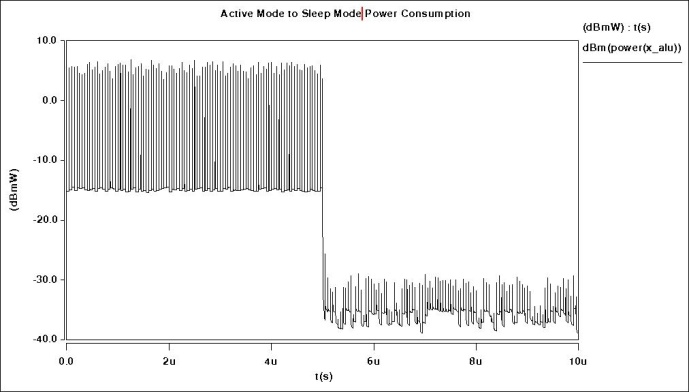 Active Mode to Sleep Mode Power Consumption
(dBmW) : t(s)
dBm(power(x_alu))
10.0
0.0
-10.0
-20.0
-30.0
-40.0
(dBmW)
0.0 2u 4u 6u 8u 10u
t(s)